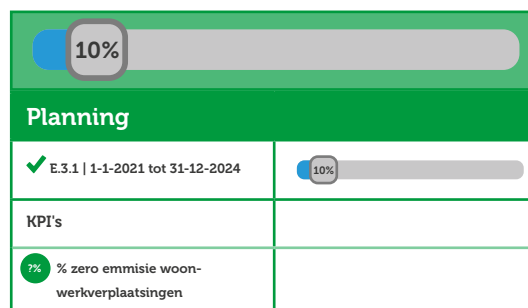 10%
Planning
E.3.1 | 1-1-2021 tot 31-12-2024
10%
KPI's
?% % zero emmisie woon-
werkverplaatsingen